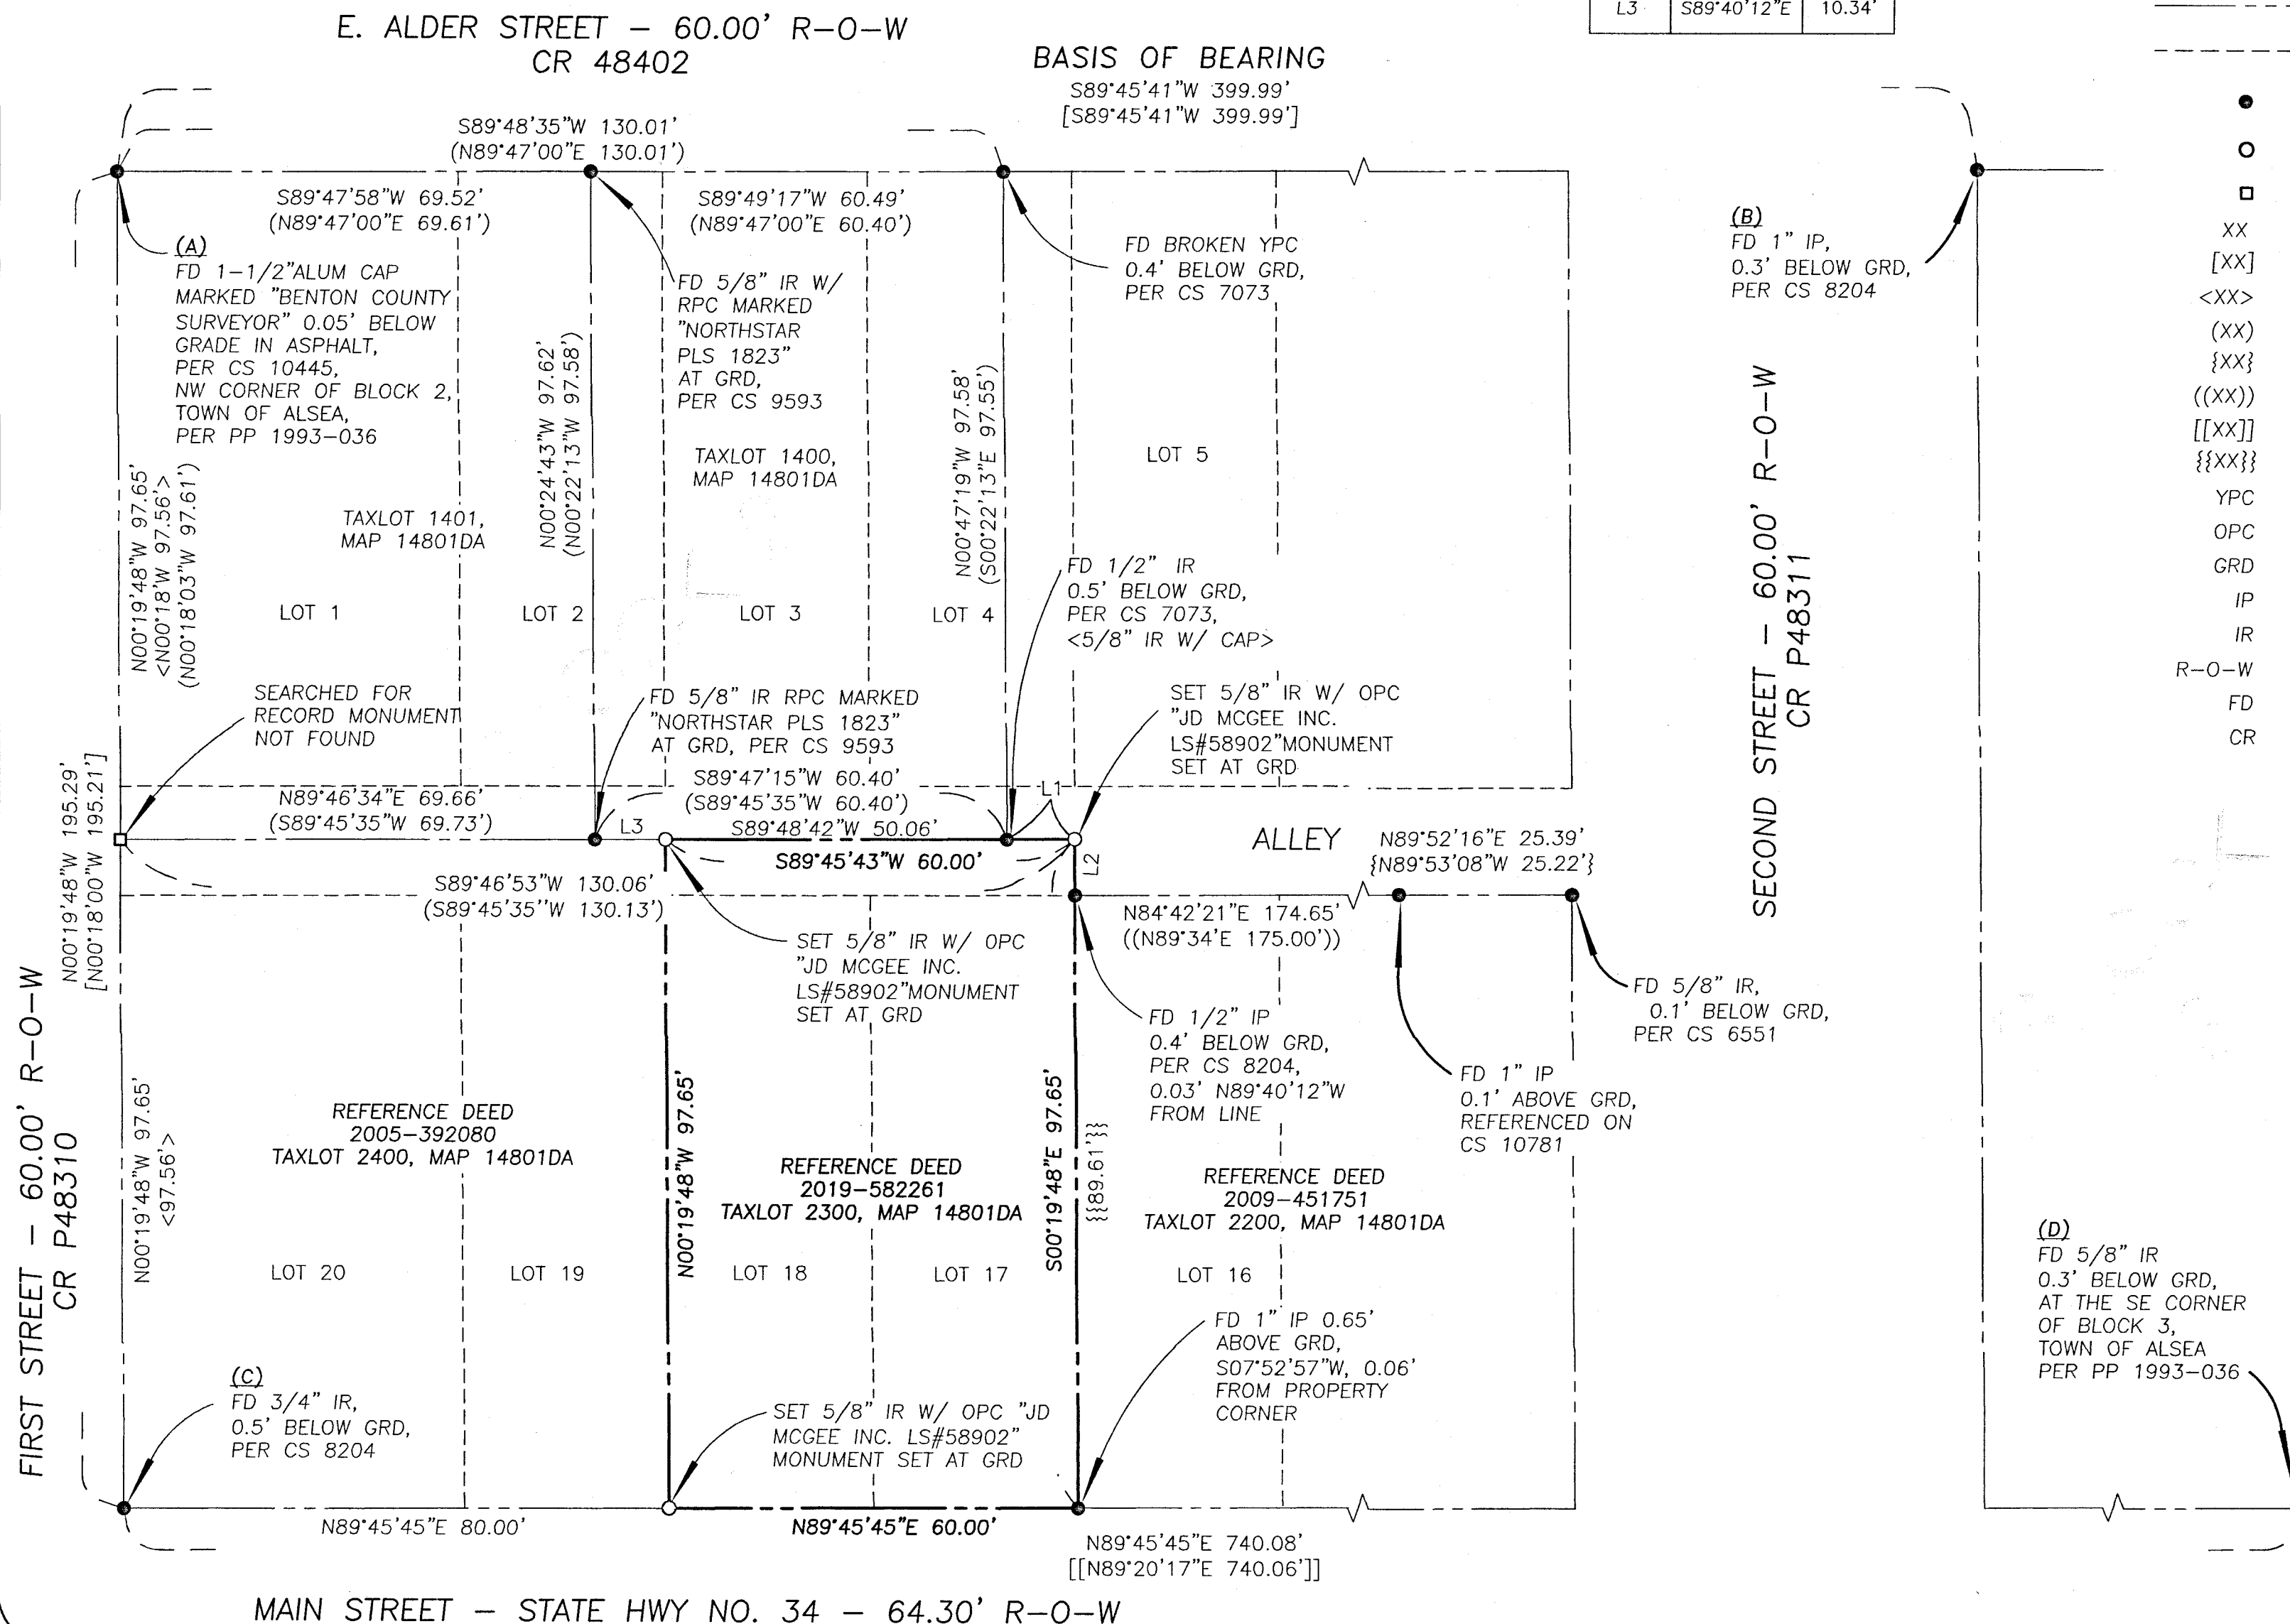 E. ALDER STREET – 60.00' R-O-W
CR 48402
BASIS OF BEARING
S89°45'41"W 399.99'
[S89°45'41"W 399.99']
L3 S89°40'12"E 10.34'
S89°48'35"W 130.01'
(N89°47'00"E 130.01')
S89°47'58"W 69.52'
(N89°47'00"E 69.61')
S89°49'17"W 60.49'
(N89°47'00"E 60.40')
(A)
FD 1-1/2"ALUM CAP
MARKED "BENTON COUNTY
SURVEYOR" 0.05' BELOW
GRADE IN ASPHALT,
PER CS 10445,
NW CORNER OF BLOCK 2,
TOWN OF ALSEA,
PER PP 1993-036
FD 5/8" IR W/
RPC MARKED
"NORTHSTAR
PLS 1823"
AT GRD,
PER CS 9593
FD BROKEN YPC
0.4' BELOW GRD,
PER CS 7073
(B)
FD 1" IP,
0.3' BELOW GRD,
PER CS 8204
XX
[XX]
<XX>
(XX)
{XX}
((XX))
[[XX]]
{{XX}}
YPC
OPC
GRD
IP
IR
R-O-W
FD
CR
N00°19'48"W 97.65'
<N00°18'W 97.56'>
(N00°18'03"W 97.61')
N00°24'43"W 97.62'
(N00°22'13"W 97.58')
N00°47'19"W 97.58'
(S00°22'13"E 97.55')
TAXLOT 1401,
MAP 14801DA
TAXLOT 1400,
MAP 14801DA
LOT 5
LOT 1
LOT 2
LOT 3
LOT 4
FD 1/2" IR
0.5' BELOW GRD,
PER CS 7073,
<5/8" IR W/ CAP>
SECOND STREET – 60.00' R-O-W
CR P48311
SEARCHED FOR
RECORD MONUMENT
NOT FOUND
FD 5/8" IR RPC MARKED
"NORTHSTAR PLS 1823"
AT GRD, PER CS 9593
SET 5/8" IR W/ OPC
"JD MCGEE INC.
LS#58902"MONUMENT
SET AT GRD
N00°19'48"W 195.29'
[N00°18'00"W 195.21']
N89°46'34"E 69.66'
(S89°45'35"W 69.73')
S89°47'15"W 60.40'
(S89°45'35"W 60.40')
L1
L3
S89°48'42"W 50.06'
S89°45'43"W 60.00'
L2
ALLEY
N89°52'16"E 25.39'
{N89°53'08"W 25.22'}
S89°46'53"W 130.06'
(S89°45'35"W 130.13')
N84°42'21"E 174.65'
((N89°34'E 175.00'))
SET 5/8" IR W/ OPC
"JD MCGEE INC.
LS#58902"MONUMENT
SET AT GRD
FD 1/2" IP
0.4' BELOW GRD,
PER CS 8204,
0.03' N89°40'12"W
FROM LINE
FD 5/8" IR,
0.1' BELOW GRD,
PER CS 6551
FD 1" IP
0.1' ABOVE GRD,
REFERENCED ON
CS 10781
FIRST STREET – 60.00' R-O-W
CR P48310
N00°19'48"W 97.65'
<97.56'>
REFERENCE DEED
2005-392080
TAXLOT 2400, MAP 14801DA
N00°19'48"W 97.65'
REFERENCE DEED
2019-582261
TAXLOT 2300, MAP 14801DA
S00°19'48"E 97.65'
{{89.61'}}
REFERENCE DEED
2009-451751
TAXLOT 2200, MAP 14801DA
LOT 20
LOT 19
LOT 18
LOT 17
LOT 16
(C)
FD 3/4" IR,
0.5' BELOW GRD,
PER CS 8204
SET 5/8" IR W/ OPC "JD
MCGEE INC. LS#58902"
MONUMENT SET AT GRD
FD 1" IP 0.65'
ABOVE GRD,
S07°52'57"W, 0.06'
FROM PROPERTY
CORNER
(D)
FD 5/8" IR
0.3' BELOW GRD,
AT THE SE CORNER
OF BLOCK 3,
TOWN OF ALSEA
PER PP 1993-036
N89°45'45"E 80.00'
N89°45'45"E 60.00'
N89°45'45"E 740.08'
[[N89°20'17"E 740.06']]
MAIN STREET – STATE HWY NO. 34 – 64.30' R-O-W